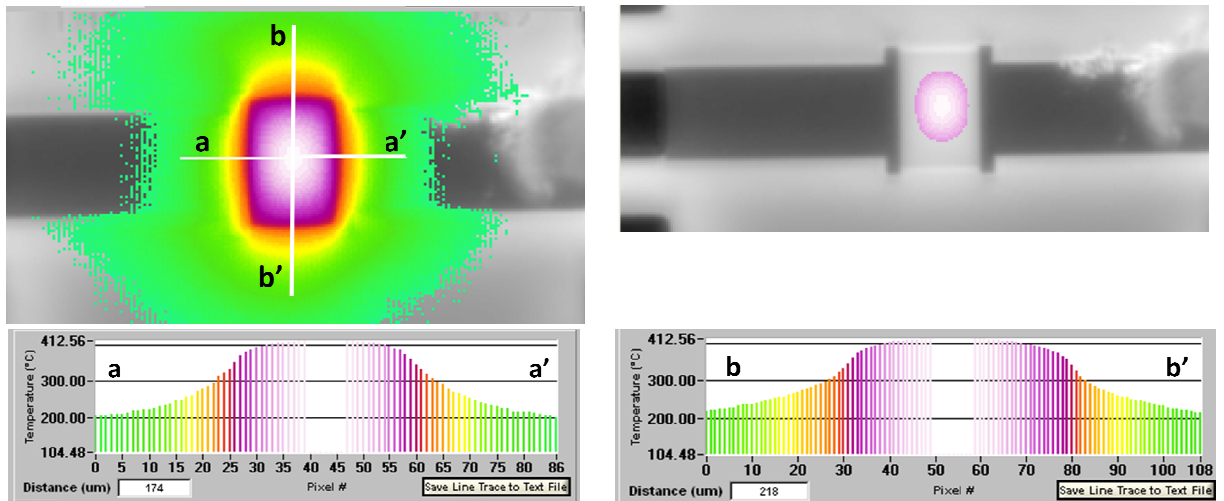 b
a
a’
b’
412.56
300.00
200.00
104.48
Temperature (°C)
a
a’
0 5 10 15 20 25 30 35 40 45 50 55 60 65 70 75 80 86
Distance (um) 174 Pixel # Save Line Trace to Text File
412.56
300.00
200.00
104.48
Temperature (°C)
b
b’
0 10 20 30 40 50 60 70 80 90 100 108
Distance (um) 218 Pixel # Save Line Trace to Text File